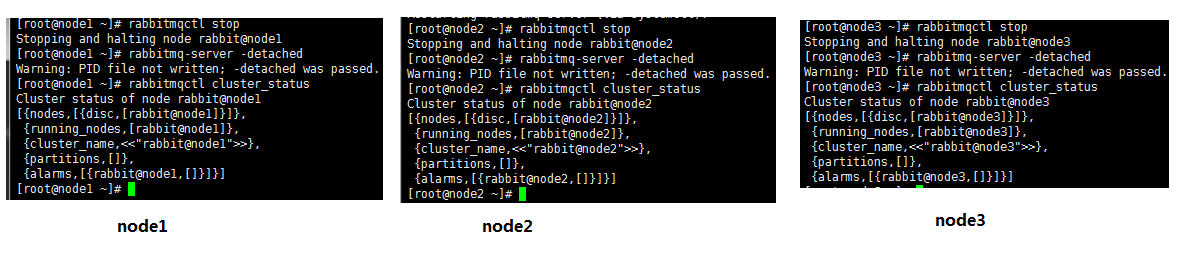 [root@node1 ~]# rabbitmqctl stop
Stopping and halting node rabbit@node1
[root@node1 ~]# rabbitmq-server -detached
Warning: PID file not written; -detached was passed.
[root@node1 ~]# rabbitmqctl cluster_status
Cluster status of node rabbit@node1
[{nodes,[{disc,[rabbit@node1]}]},
{running_nodes,[rabbit@node1]},
{cluster_name,<<"rabbit@node1">>},
{partitions,[]},
{alarms,[{rabbit@node1,[]}]}]
[root@node1 ~]#
node1
[root@node2 ~]# rabbitmqctl stop
Stopping and halting node rabbit@node2
[root@node2 ~]# rabbitmq-server -detached
Warning: PID file not written; -detached was passed.
[root@node2 ~]# rabbitmqctl cluster_status
Cluster status of node rabbit@node2
[{nodes,[{disc,[rabbit@node2]}]},
{running_nodes,[rabbit@node2]},
{cluster_name,<<"rabbit@node2">>},
{partitions,[]},
{alarms,[{rabbit@node2,[]}]}]
[root@node2 ~]#
node2
[root@node3 ~]# rabbitmqctl stop
Stopping and halting node rabbit@node3
[root@node3 ~]# rabbitmq-server -detached
Warning: PID file not written; -detached was passed.
[root@node3 ~]# rabbitmqctl cluster_status
Cluster status of node rabbit@node3
[{nodes,[{disc,[rabbit@node3]}]},
{running_nodes,[rabbit@node3]},
{cluster_name,<<"rabbit@node3">>},
{partitions,[]},
{alarms,[{rabbit@node3,[]}]}]
node3